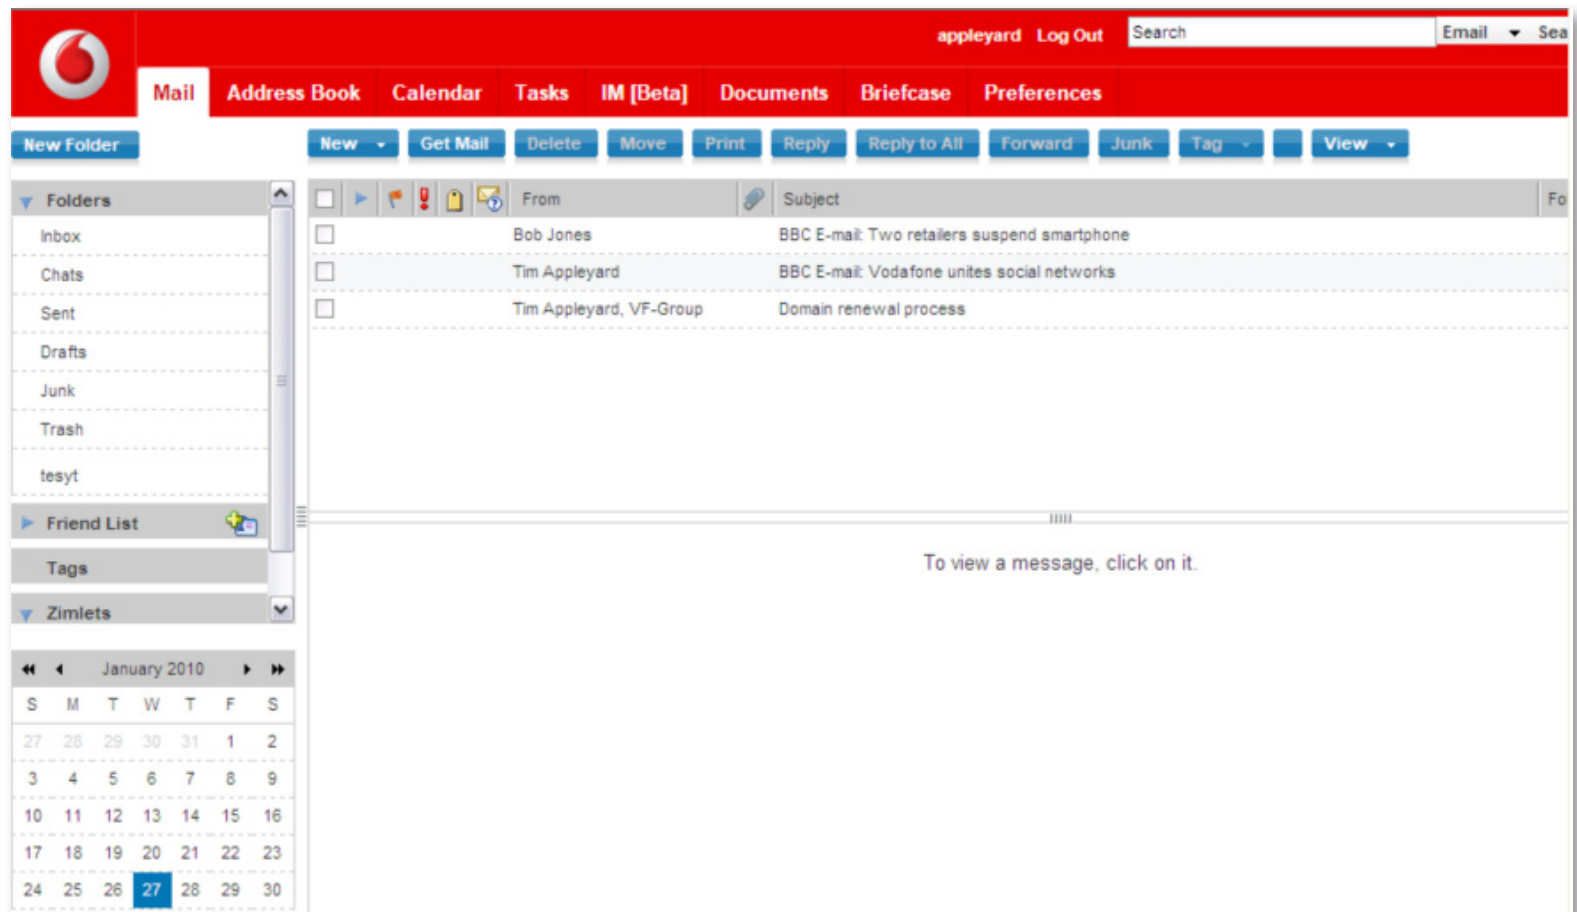 appleyard Log Out Search Email Sea
Mail Address Book Calendar Tasks IM [Beta] Documents Briefcase Preferences
New Folder New Get Mail Delete Move Print Reply Reply to All Forward Junk Tag View
Folders
Inbox
Chats
Sent
Drafts
Junk
Trash
tesyt
Friend List
Tags
Zimlets
From Subject Fo
Bob Jones BBC E-mail: Two retailers suspend smartphone
Tim Appleyard BBC E-mail: Vodafone unites social networks
Tim Appleyard, VF-Group Domain renewal process
To view a message, click on it.
January 2010
S M T W T F S
27 28 29 30 31 1 2
3 4 5 6 7 8 9
10 11 12 13 14 15 16
17 18 19 20 21 22 23
24 25 26 27 28 29 30